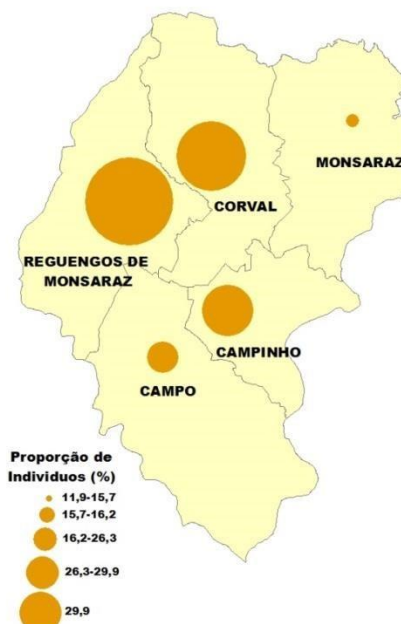 MONSARAZ
CORVAL
REGUENGOS DE
MONSARAZ
CAMPINHO
CAMPO
Proporção de
Individuos (%)
11,9-15,7
15,7-16,2
16,2-26,3
26,3-29,9
29,9